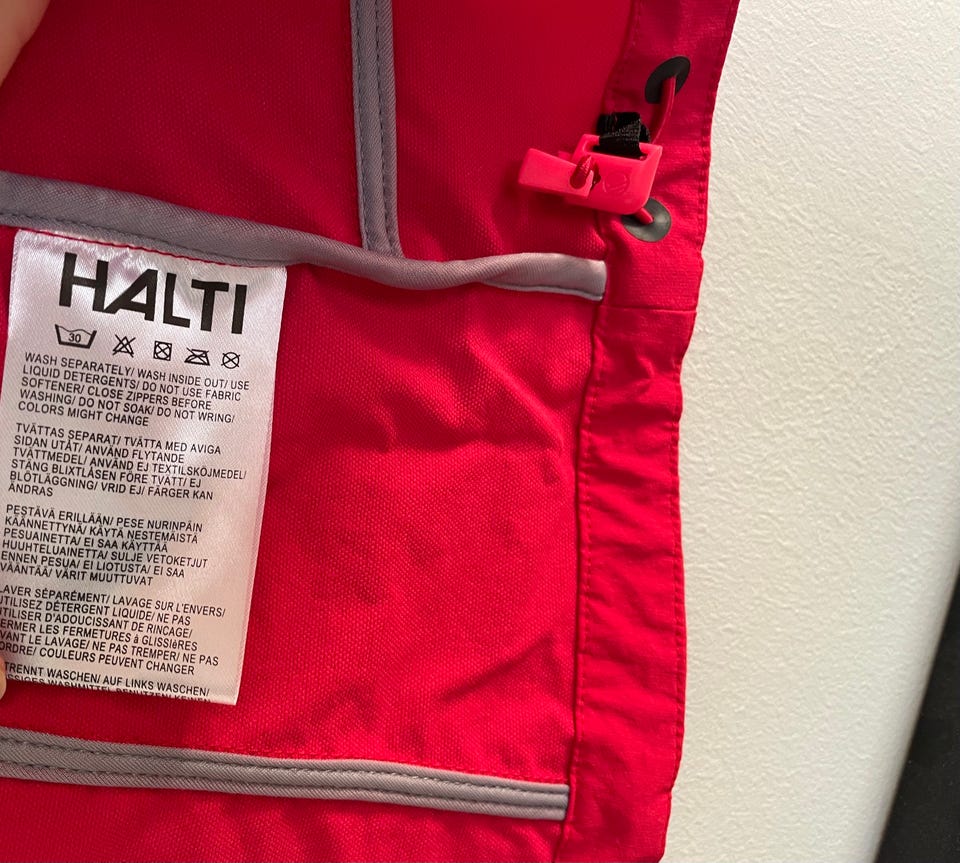 HALTI
30
WASH SEPARATELY/ WASH INSIDE OUT/ USE
LIQUID DETERGENTS/ DO NOT USE FABRIC
SOFTENER/ CLOSE ZIPPERS BEFORE
WASHING/ DO NOT SOAK/ DO NOT WRING/
COLORS MIGHT CHANGE
TVÄTTAS SEPARAT/ TVÄTTA MED AVIGA
SIDAN UTÅT/ ANVÄND FLYTANDE
TVÄTTMEDEL/ ANVÄND EJ TEXTILSKÖJMEDEL/
STÄNG BLIXTLÅSEN FÖRE TVÄTT/ EJ
BLÖTLÄGGNING/ VRID EJ/ FÄRGER KAN
ÄNDRAS
PESTÄVÄ ERILLÄÄN/ PESE NURINPÄIN
KÄÄNNETTYNÄ/ KÄYTÄ NESTEMÄISTÄ
PESUAINETTA/ EI SAA KÄYTTÄÄ
HUUHTELUAINETTA/ SULJE VETOKETJUT
ENNEN PESUA/ EI LIOTUSTA/ EI SAA
VÄÄNTÄÄ/ VÄRIT MUUTTUVAT
LAVER SÉPARÉMENT/ LAVAGE SUR L'ENVERS/
UTILISEZ DÉTERGENT LIQUIDE/ NE PAS
UTILISER D'ADOUCISSANT DE RINCAGE/
FERMER LES FERMETURES à GLISSIèRES
AVANT LE LAVAGE/ NE PAS TREMPER/ NE PAS
TORDRE/ COULEURS PEUVENT CHANGER
TRENNT WASCHEN/ AUF LINKS WASCHEN/
WASHMITTEL BENUTZEN/ KEINEN